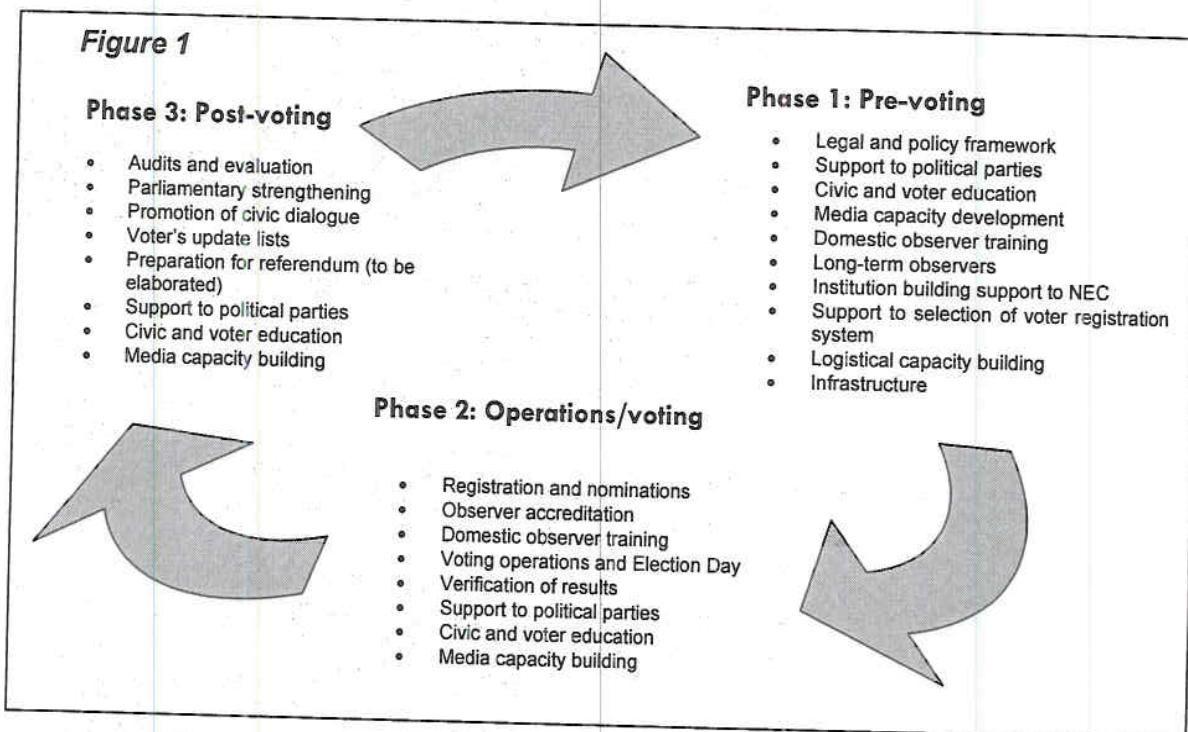 Figure 1
Phase 3: Post-voting
• Audits and evaluation
• Parliamentary strengthening
• Promotion of civic dialogue
• Voter's update lists
• Preparation for referendum (to be
elaborated)
• Support to political parties
• Civic and voter education
• Media capacity building
Phase 1: Pre-voting
• Legal and policy framework
• Support to political parties
• Civic and voter education
• Media capacity development
• Domestic observer training
• Long-term observers
• Institution building support to NEC
• Support to selection of voter registration
system
• Logistical capacity building
• Infrastructure
Phase 2: Operations/voting
• Registration and nominations
• Observer accreditation
• Domestic observer training
• Voting operations and Election Day
• Verification of results
• Support to political parties
• Civic and voter education
• Media capacity building